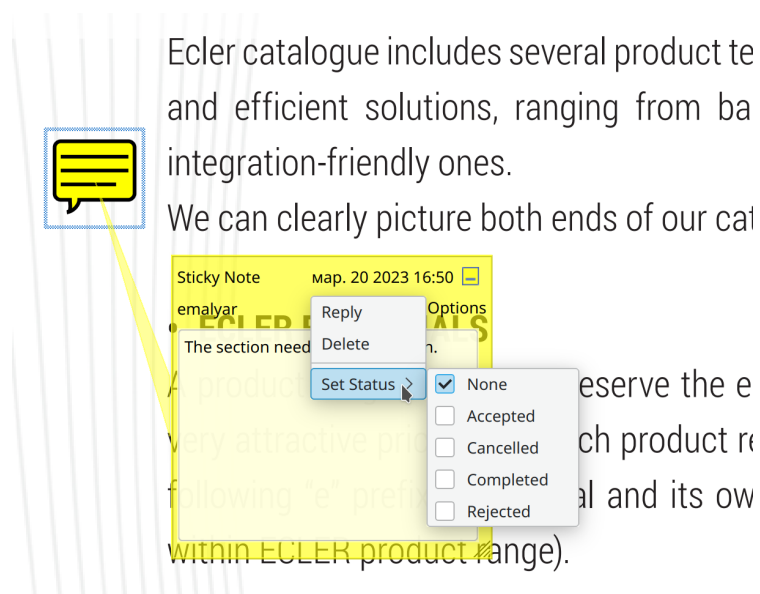 Ecler catalogue includes several product te
and efficient solutions, ranging from ba
integration-friendly ones.
We can clearly picture both ends of our cat
Sticky Note мар. 20 2023 16:50
emalyar Options
Reply
Delete
Set Status
None
Accepted
Cancelled
Completed
Rejected
• ECLER ALS
The section need n.
A product eserve the e
very attractive pri ch product re
following "e" prefix al and its ow
within ECLER product range).